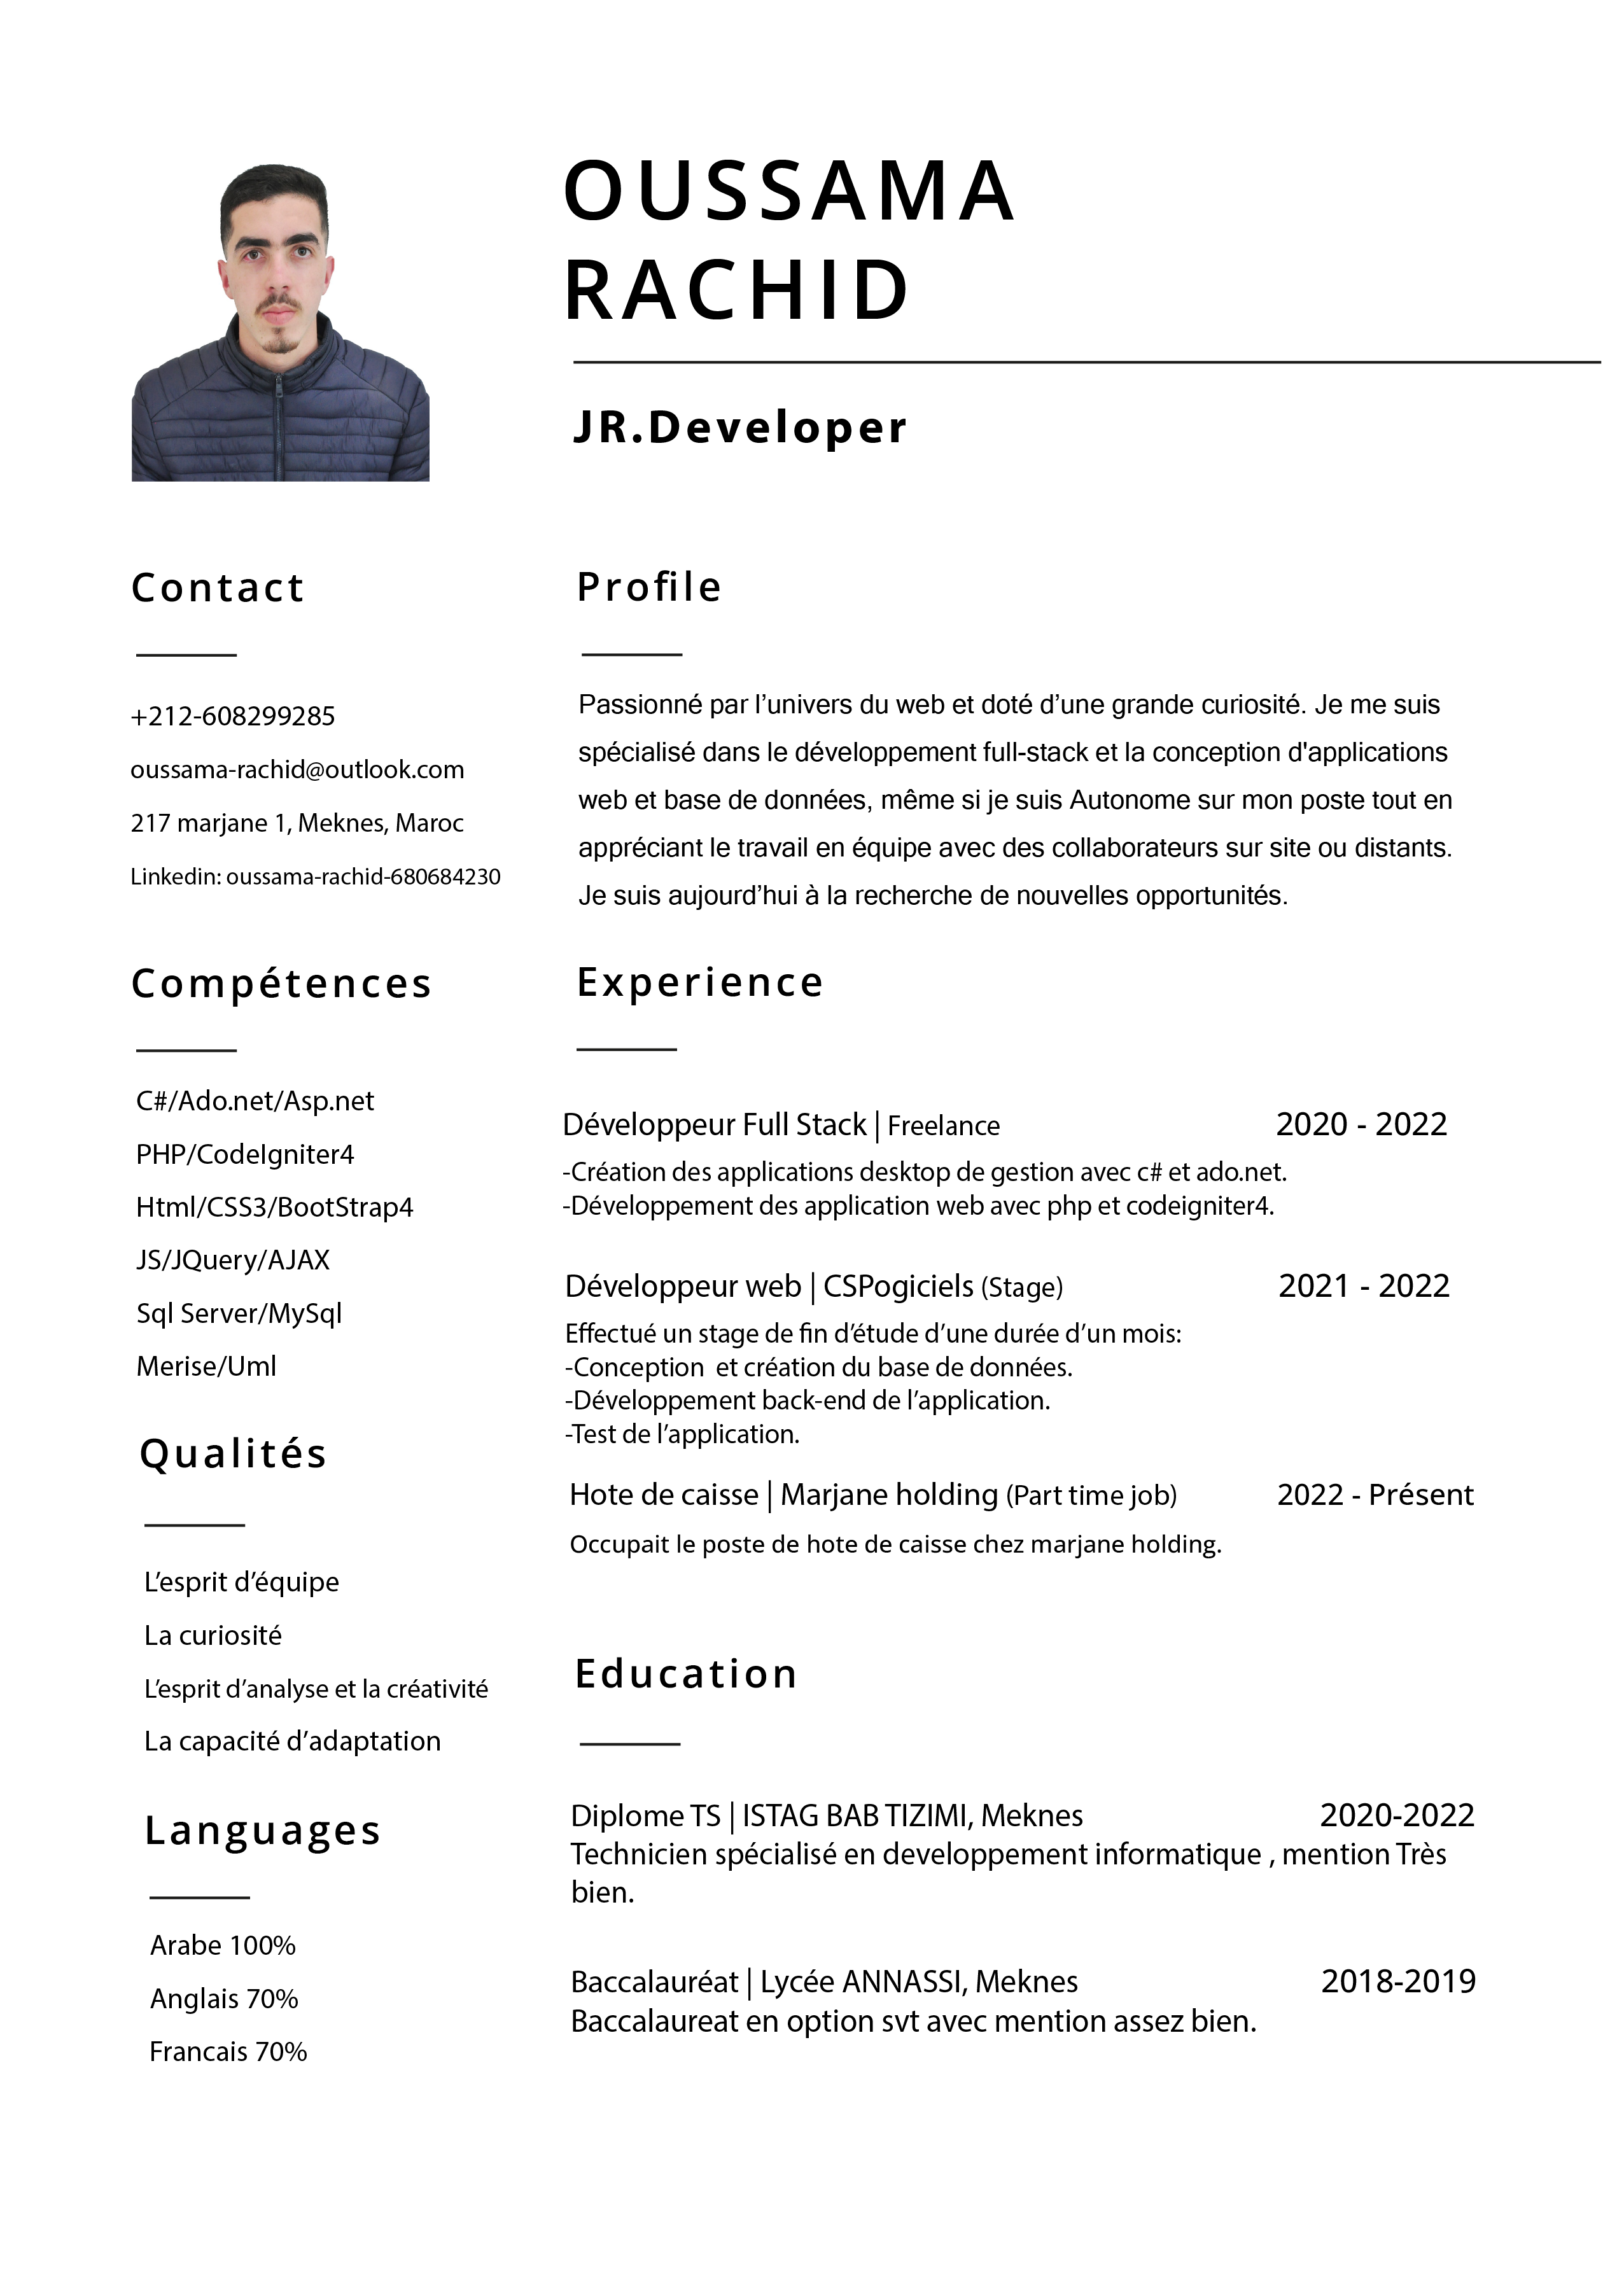 OUSSAMA
RACHID
JR.Developer
Contact
+212-608299285
oussama-rachid@outlook.com
217 marjane 1, Meknes, Maroc
Linkedin: oussama-rachid-680684230
Compétences
C#/Ado.net/Asp.net
PHP/CodeIgniter4
Html/CSS3/BootStrap4
JS/JQuery/AJAX
Sql Server/MySql
Merise/Uml
Qualités
L’esprit d’équipe
La curiosité
L’esprit d’analyse et la créativité
La capacité d’adaptation
Languages
Arabe 100%
Anglais 70%
Francais 70%
Profile
Passionné par l’univers du web et doté d’une grande curiosité. Je me suis
spécialisé dans le développement full-stack et la conception d'applications
web et base de données, même si je suis Autonome sur mon poste tout en
appréciant le travail en équipe avec des collaborateurs sur site ou distants.
Je suis aujourd’hui à la recherche de nouvelles opportunités.
Experience
Développeur Full Stack | Freelance 2020 - 2022
-Création des applications desktop de gestion avec c# et ado.net.
-Développement des application web avec php et codeigniter4.
Développeur web | CSPogiciels (Stage) 2021 - 2022
Effectué un stage de fin d’étude d’une durée d’un mois:
-Conception et création du base de données.
-Développement back-end de l’application.
-Test de l’application.
Hote de caisse | Marjane holding (Part time job) 2022 - Présent
Occupait le poste de hote de caisse chez marjane holding.
Education
Diplome TS | ISTAG BAB TIZIMI, Meknes 2020-2022
Technicien spécialisé en developpement informatique , mention Très
bien.
Baccalauréat | Lycée ANNASSI, Meknes 2018-2019
Baccalaureat en option svt avec mention assez bien.